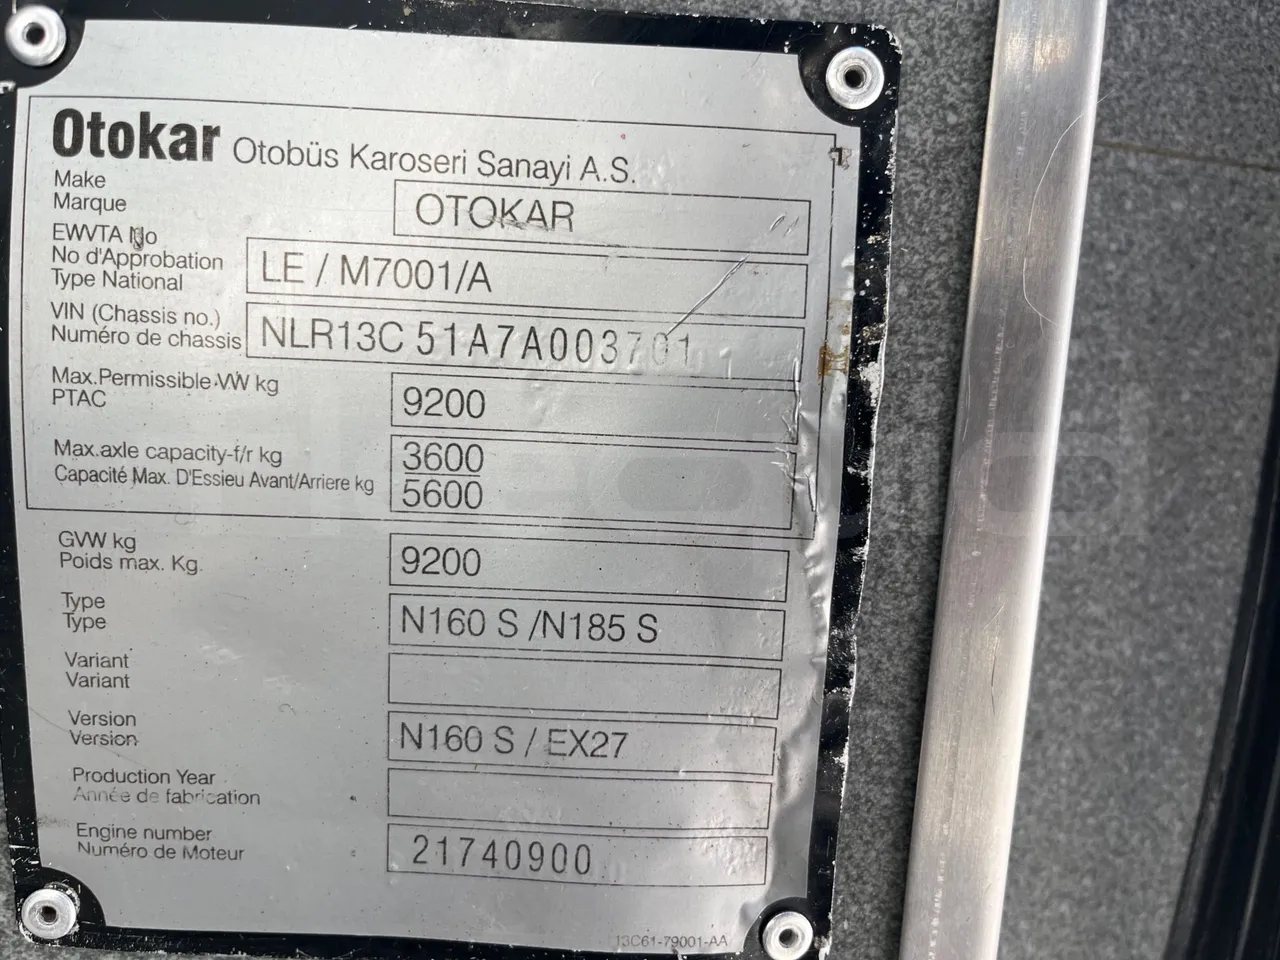 Otokar Otobüs Karoseri Sanayi A.S.
Make
Marque
OTOKAR
EWVTA No
No d'Approbation
Type National
LE / M7001/A
VIN (Chassis no.)
Numéro de chassis
NLR13C 51A7A003701
Max.Permissible VW kg
PTAC
9200
Max.axle capacity-f/r kg
Capacité Max. D'Essieu Avant/Arriere kg
3600
5600
GVW kg
Poids max. Kg.
9200
Type
Type
N160 S /N185 S
Variant
Variant
Version
Version
N160 S / EX27
Production Year
Année de fabrication
Engine number
Numéro de Moteur
21740900
13C61-79001-AA